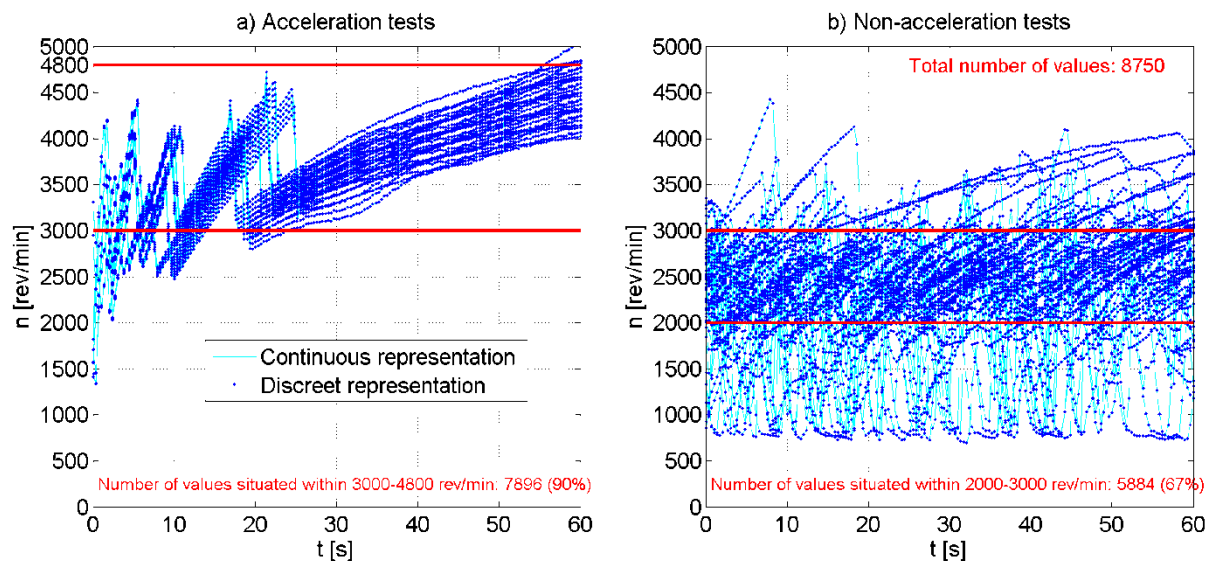 a) Acceleration tests
5000
4800
4500
4000
3500
3000
2500
2000
1500
1000
500
0
n [rev/min]
Continuous representation
Discreet representation
Number of values situated within 3000-4800 rev/min: 7896 (90%)
0 10 20 30 40 50 60
t [s]
b) Non-acceleration tests
Total number of values: 8750
5000
4500
4000
3500
3000
2500
2000
1500
1000
500
0
n [rev/min]
Number of values situated within 2000-3000 rev/min: 5884 (67%)
0 10 20 30 40 50 60
t [s]